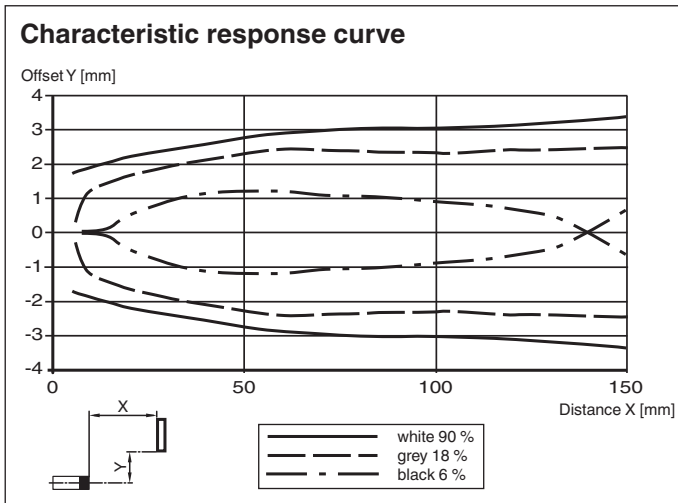 Characteristic response curve
Offset Y [mm]
4
3
2
1
0
-1
-2
-3
-4
0 50 100 150
Distance X [mm]
X
Y
white 90 %
grey 18 %
black 6 %